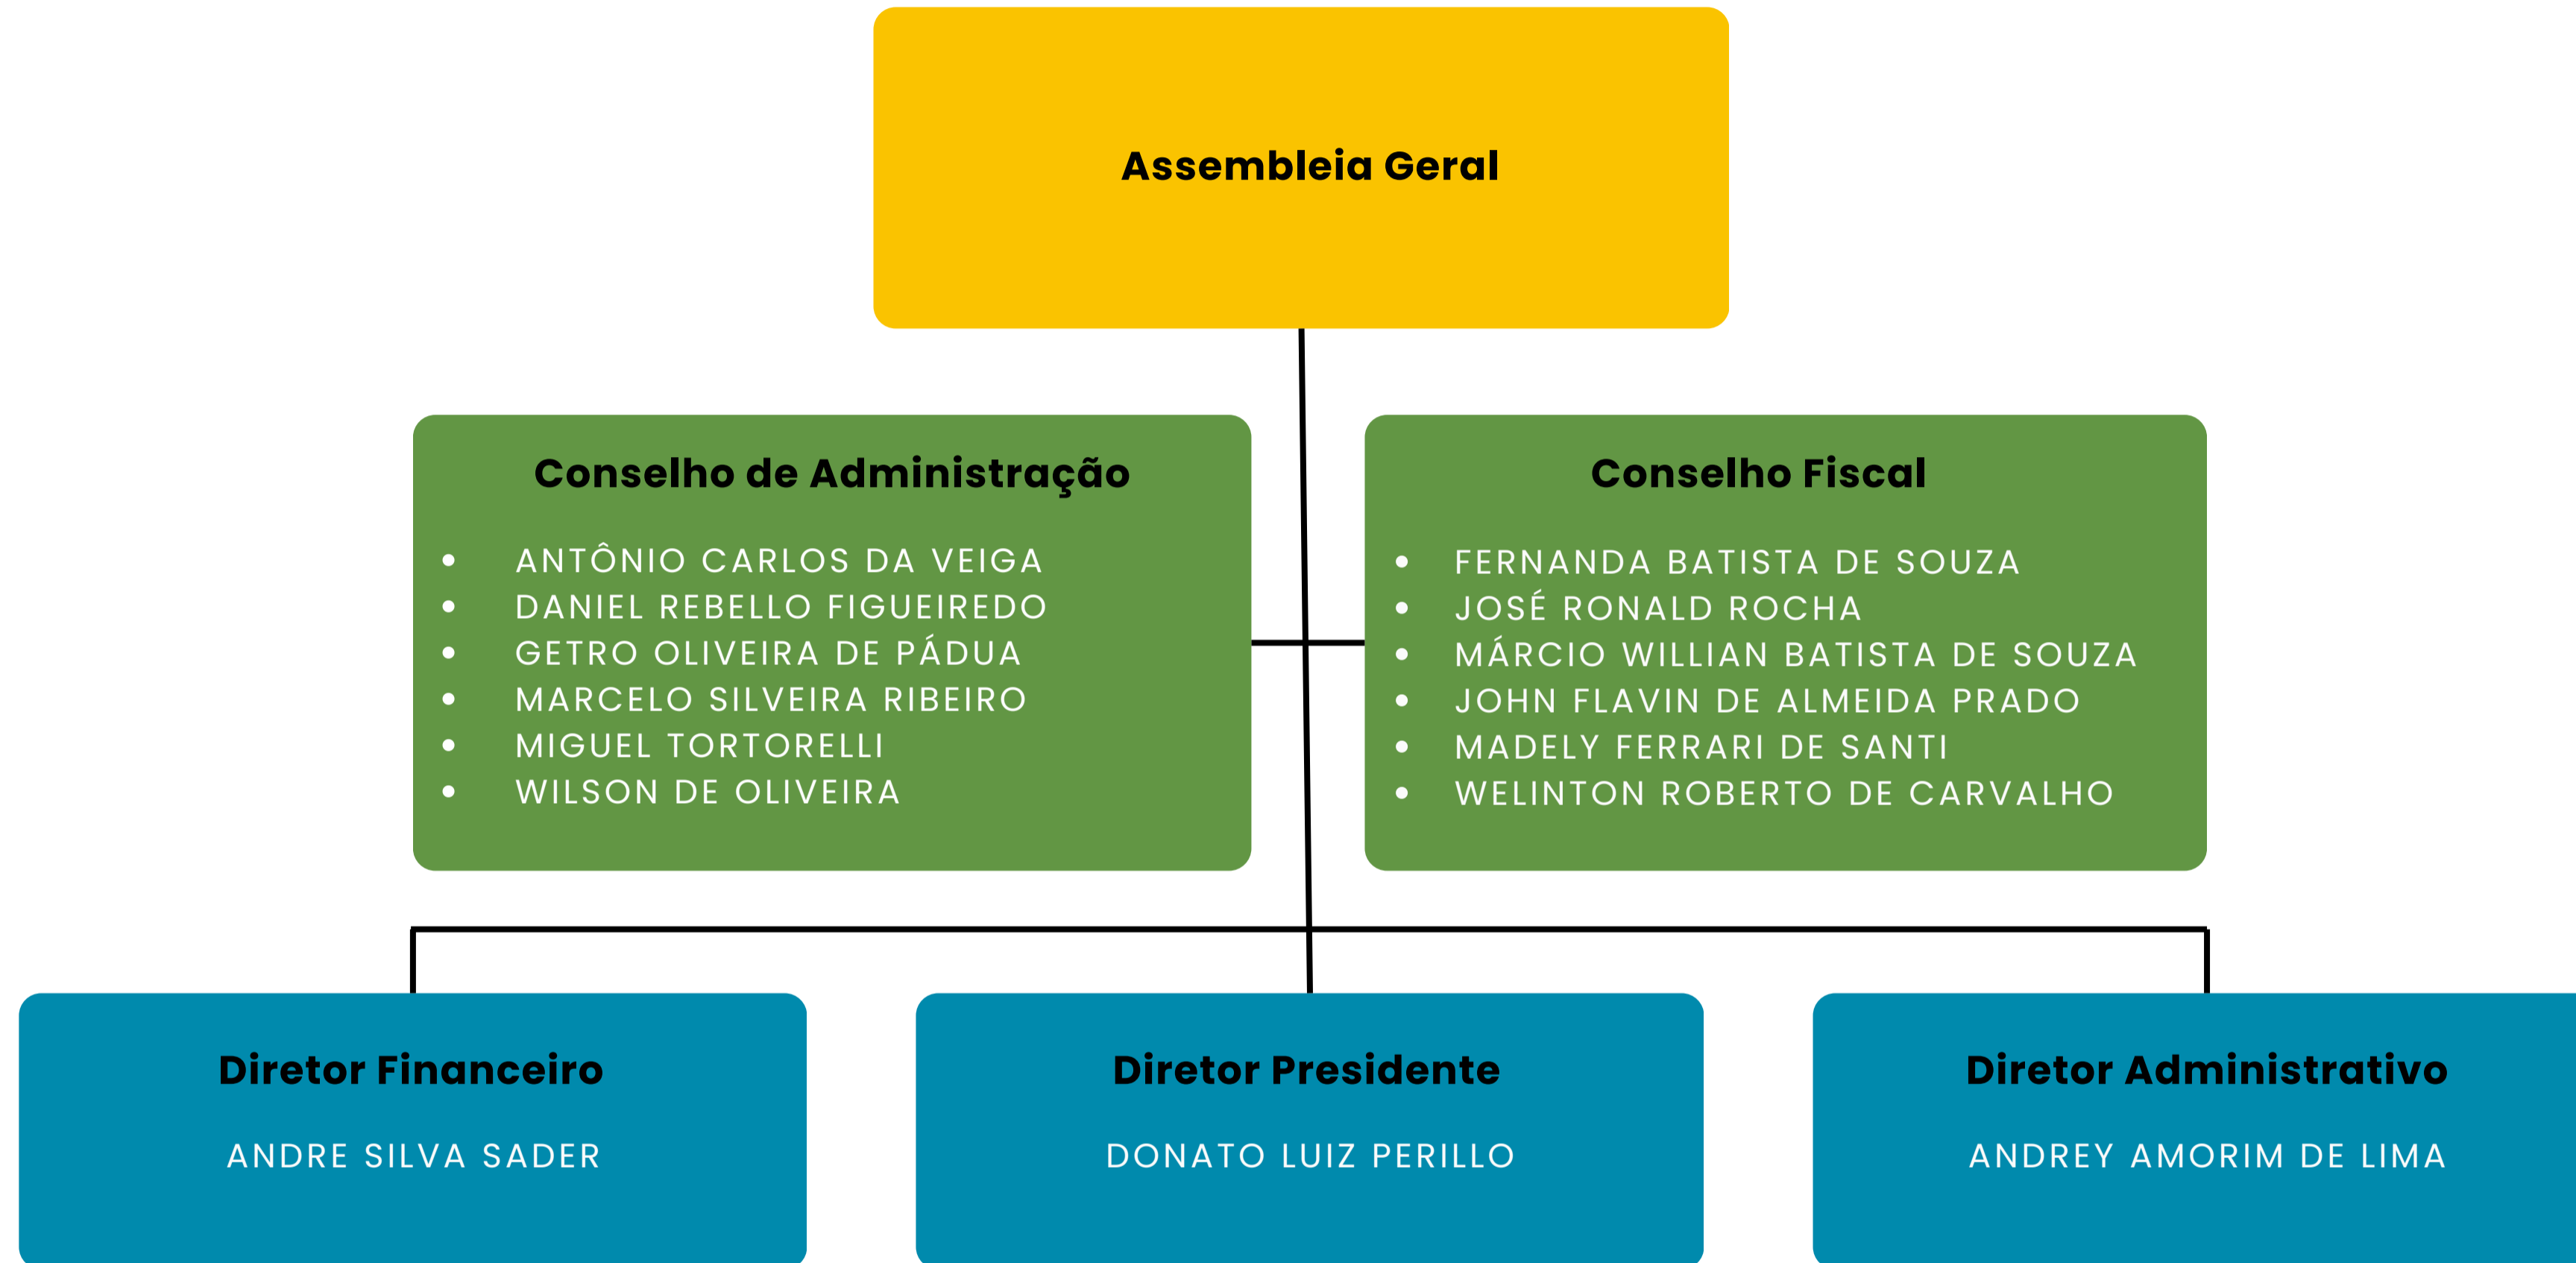 Assembleia Geral
Conselho de Administração
• ANTÔNIO CARLOS DA VEIGA
• DANIEL REBELLO FIGUEIREDO
• GETRO OLIVEIRA DE PÁDUA
• MARCELO SILVEIRA RIBEIRO
• MIGUEL TORTORELLI
• WILSON DE OLIVEIRA
Conselho Fiscal
• FERNANDA BATISTA DE SOUZA
• JOSÉ RONALD ROCHA
• MÁRCIO WILLIAN BATISTA DE SOUZA
• JOHN FLAVIN DE ALMEIDA PRADO
• MADELY FERRARI DE SANTI
• WELINTON ROBERTO DE CARVALHO
Diretor Financeiro
ANDRE SILVA SADER
Diretor Presidente
DONATO LUIZ PERILLO
Diretor Administrativo
ANDREY AMORIM DE LIMA